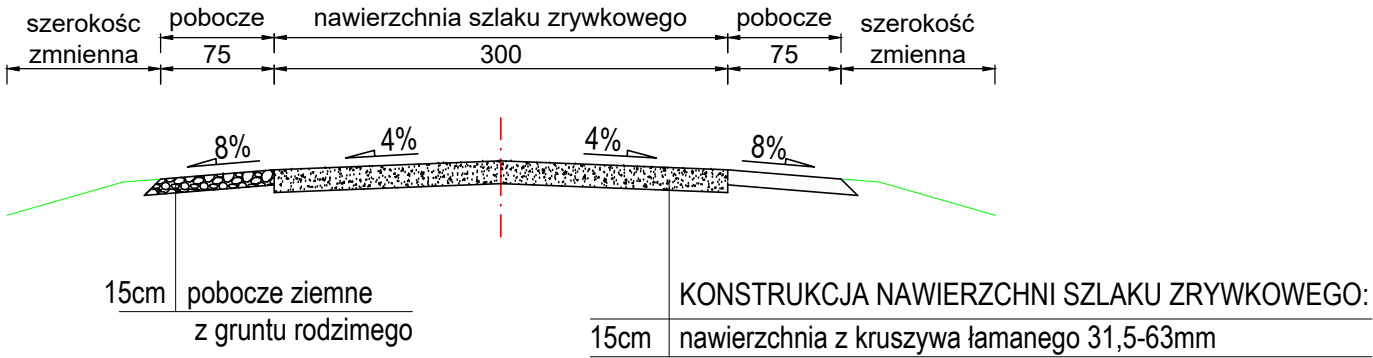 szerokośc pobocze nawierzchnia szlaku zrywkowego pobocze szerokość
zmnienna 75 300 75 zmienna
8% 4% 4% 8%
15cm pobocze ziemne
z gruntu rodzimego
KONSTRUKCJA NAWIERZCHNI SZLAKU ZRYWKOWEGO:
15cm nawierzchnia z kruszywa łamanego 31,5-63mm